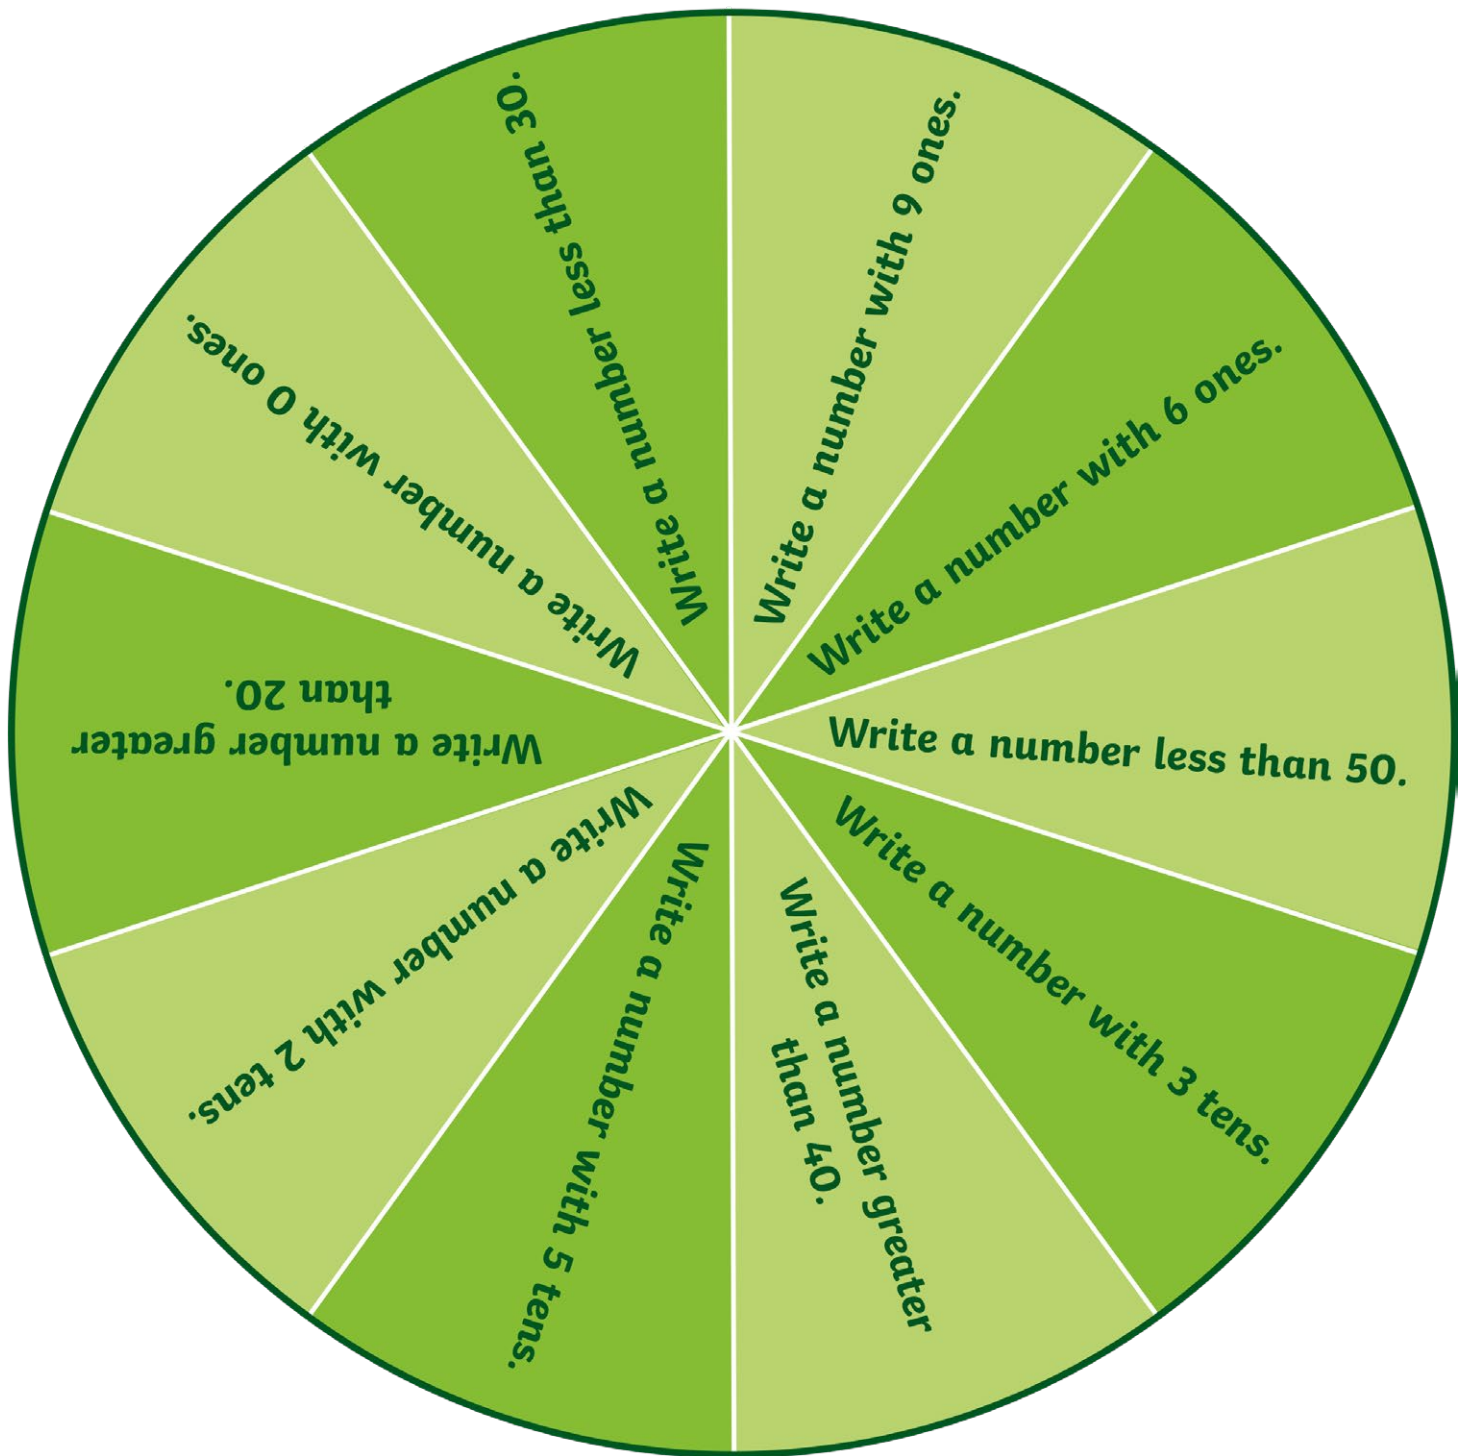 Write a number with 9 ones.
Write a number with 6 ones.
Write a number less than 50.
Write a number with 3 tens.
Write a number greater
than 40.
Write a number with 5 tens.
Write a number with 2 tens.
Write a number greater
than 20.
Write a number with 0 ones.
Write a number less than 30.